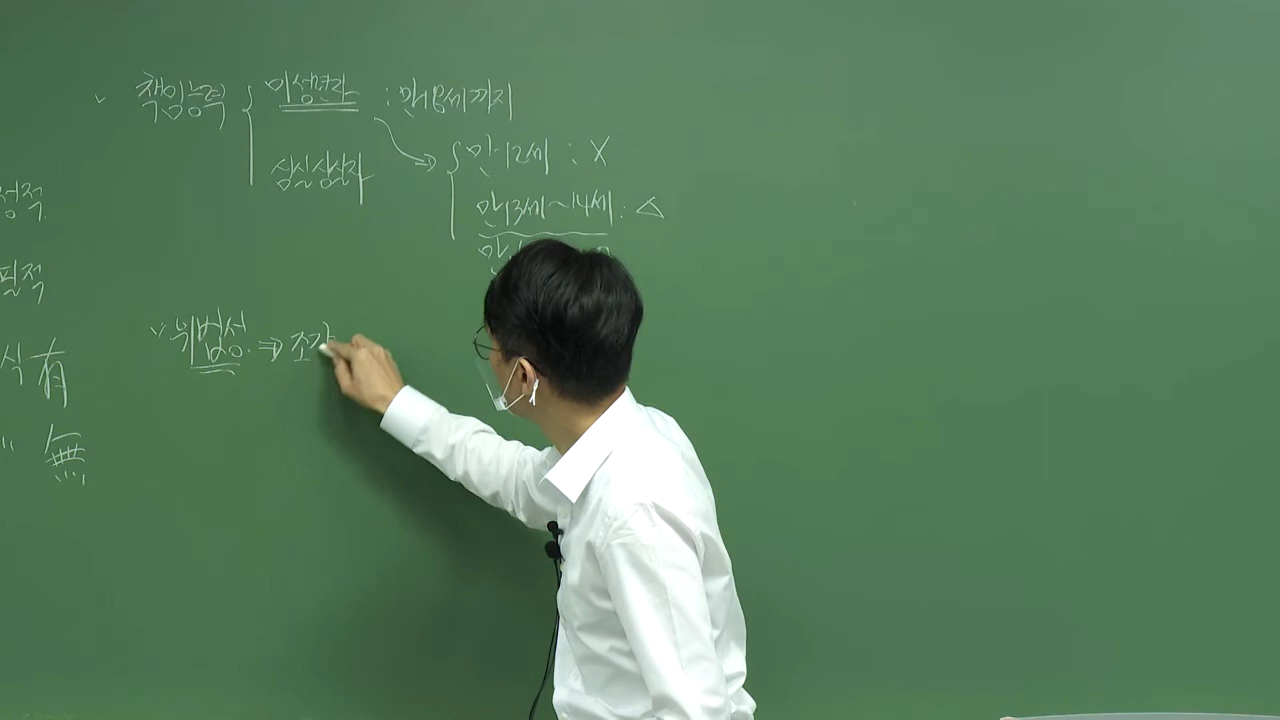 책임능력 { 미성년자 : 만18세까지
심신상실자
{ 만12세 : X
만13세~14세 : △
만
위법성 ⇒ 조각
적
적
식 有
〃 無